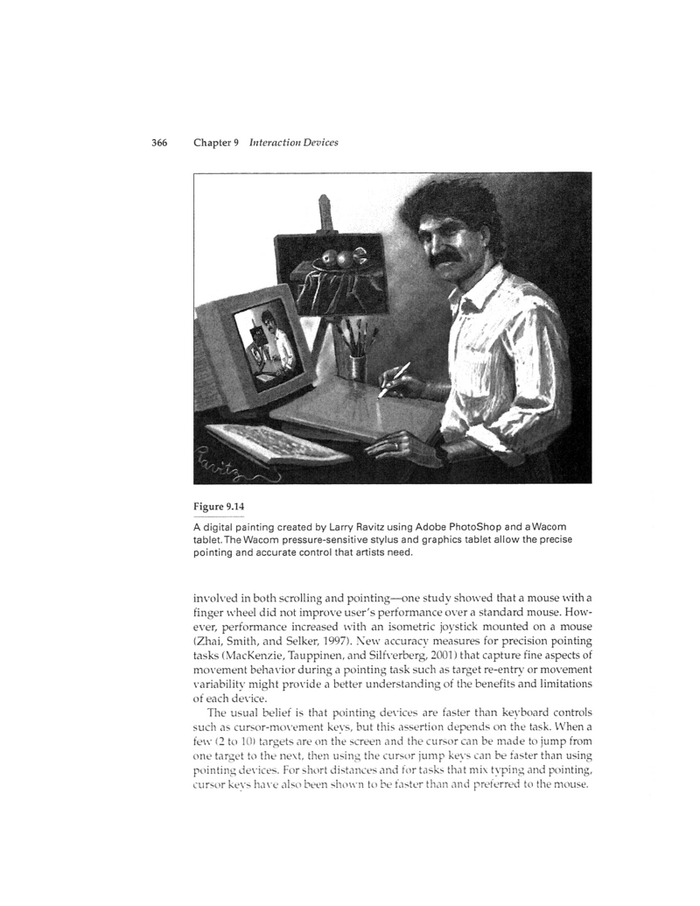 366 Chapter 9 Interaction Devices
Ravitz
Figure 9.14
A digital painting created by Larry Ravitz using Adobe PhotoShop and a Wacom
tablet. The Wacom pressure-sensitive stylus and graphics tablet allow the precise
pointing and accurate control that artists need.
involved in both scrolling and pointing—one study showed that a mouse with a
finger wheel did not improve user's performance over a standard mouse. How-
ever, performance increased with an isometric joystick mounted on a mouse
(Zhai, Smith, and Selker, 1997). New accuracy measures for precision pointing
tasks (MacKenzie, Tauppinen, and Silfverberg, 2001) that capture fine aspects of
movement behavior during a pointing task such as target re-entry or movement
variability might provide a better understanding of the benefits and limitations
of each device.
The usual belief is that pointing devices are faster than keyboard controls
such as cursor-movement keys, but this assertion depends on the task. When a
few (2 to 10) targets are on the screen and the cursor can be made to jump from
one target to the next, then using the cursor jump keys can be faster than using
pointing devices. For short distances and for tasks that mix typing and pointing,
cursor keys have also been shown to be faster than and preferred to the mouse.